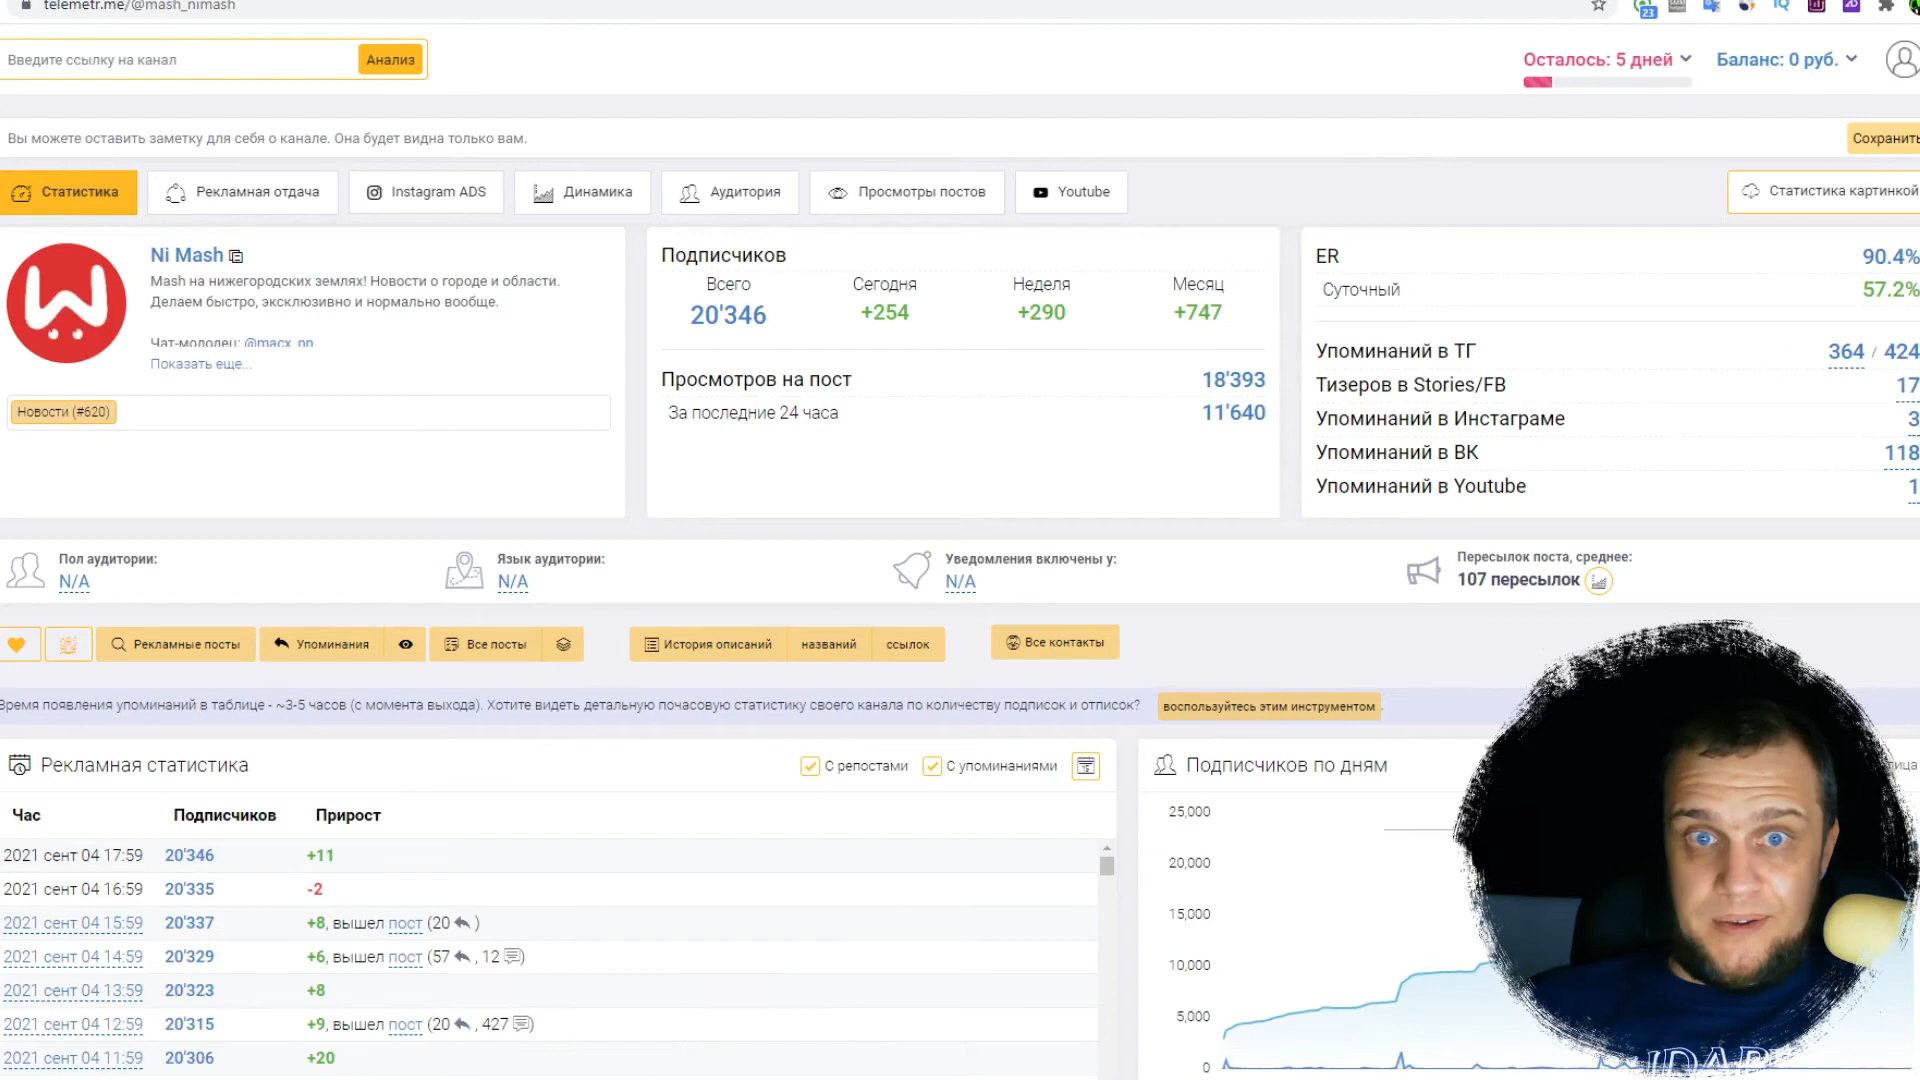 telemetr.me/@mash_nimash
23
Введите ссылку на канал
Анализ
Осталось: 5 дней
Баланс: 0 руб.
Вы можете оставить заметку для себя о канале. Она будет видна только вам.
Сохранить
Статистика
Рекламная отдача
Instagram ADS
Динамика
Аудитория
Просмотры постов
Youtube
Статистика картинкой
Ni Mash
Mash на нижегородских землях! Новости о городе и области.
Делаем быстро, эксклюзивно и нормально вообще.
Чат-молодец: @macx_nn
Показать еще...
Новости (#620)
Подписчиков
Всего Сегодня Неделя Месяц
20'346 +254 +290 +747
Просмотров на пост 18'393
За последние 24 часа 11'640
ER 90.4%
Суточный 57.2%
Упоминаний в ТГ 364 / 424
Тизеров в Stories/FB 17
Упоминаний в Инстаграме 3
Упоминаний в ВК 118
Упоминаний в Youtube 1
Пол аудитории:
N/A
Язык аудитории:
N/A
Уведомления включены у:
N/A
Пересылок поста, среднее:
107 пересылок
Рекламные посты
Упоминания
Все посты
История описаний
названий
ссылок
Все контакты
Время появления упоминаний в таблице - ~3-5 часов (с момента выхода). Хотите видеть детальную почасовую статистику своего канала по количеству подписок и отписок?
воспользуйтесь этим инструментом
Рекламная статистика
С репостами
С упоминаниями
Час Подписчиков Прирост
2021 сент 04 17:59 20'346 +11
2021 сент 04 16:59 20'335 -2
2021 сент 04 15:59 20'337 +8, вышел пост (20 )
2021 сент 04 14:59 20'329 +6, вышел пост (57 , 12 )
2021 сент 04 13:59 20'323 +8
2021 сент 04 12:59 20'315 +9, вышел пост (20 , 427 )
2021 сент 04 11:59 20'306 +20
Подписчиков по дням
25,000
20,000
15,000
10,000
5,000
0